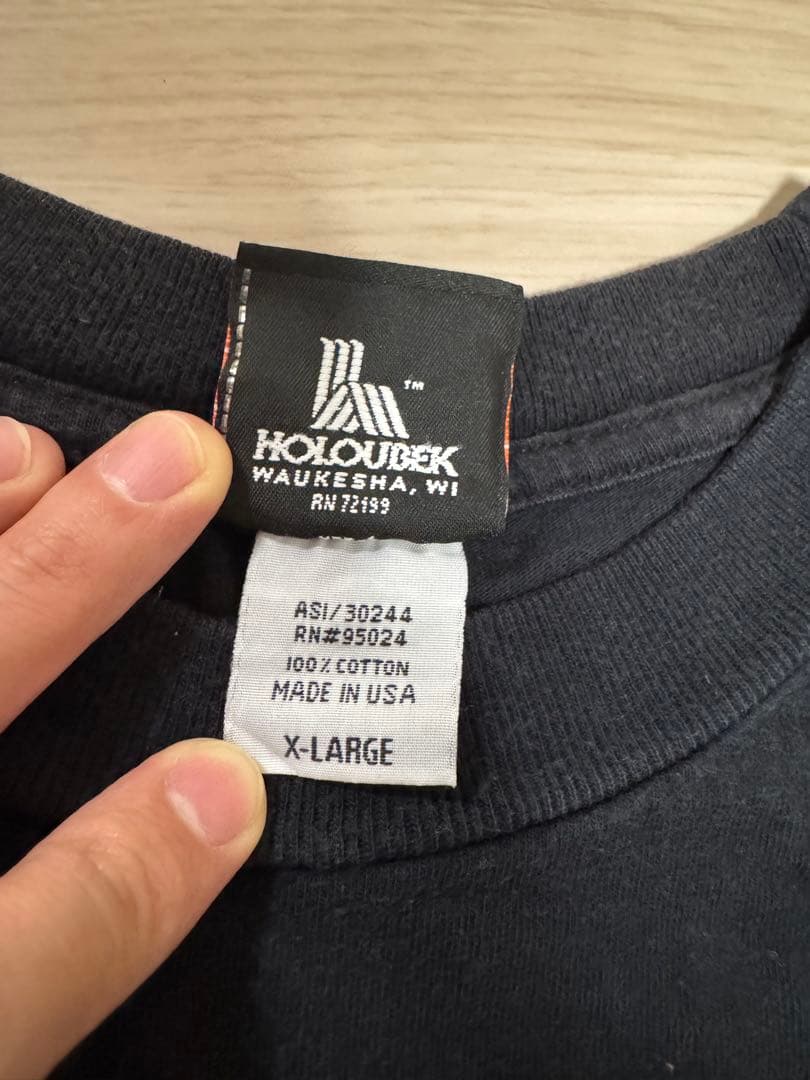 TM
HOLOUBEK
WAUKESHA, WI
RN 72199
ASI/30244
RN#95024
100% COTTON
MADE IN USA
X-LARGE